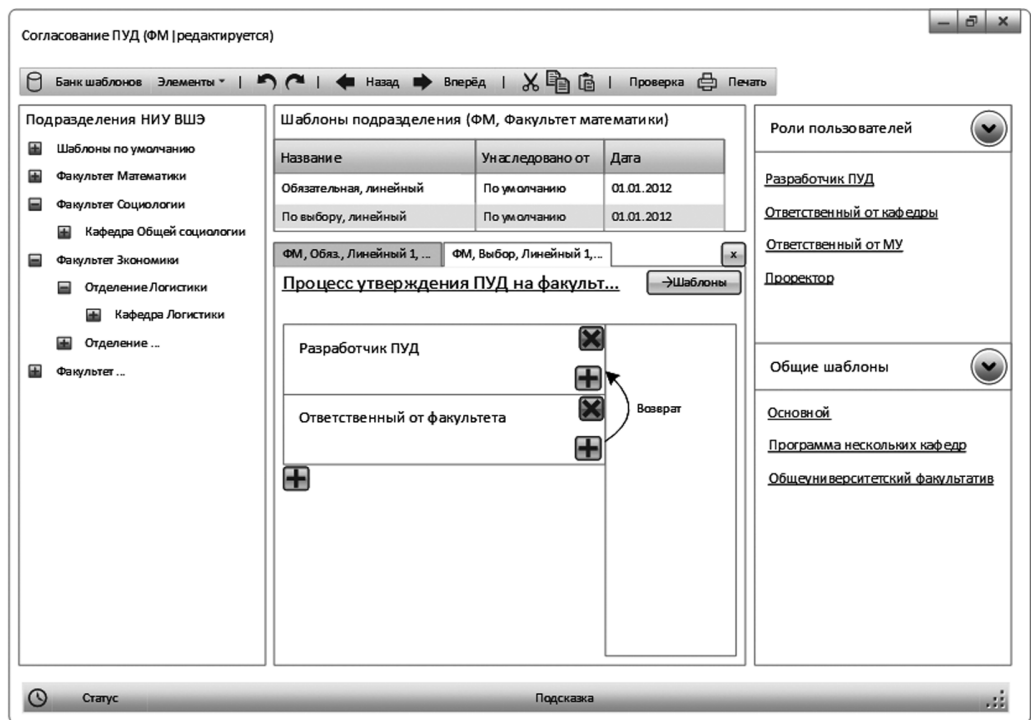 Согласование ПУД (ФМ |редактируется)
Банк шаблонов Элементы | | Назад Вперёд | | Проверка Печать
Подразделения НИУ ВШЭ
Шаблоны по умолчанию
Факультет Математики
Факультет Социологии
Кафедра Общей социологии
Факультет Экономики
Отделение Логистики
Кафедра Логистики
Отделение ...
Факультет ...
Шаблоны подразделения (ФМ, Факультет математики)
Название Унаследовано от Дата
Обязательная, линейный По умолчанию 01.01.2012
По выбору, линейный По умолчанию 01.01.2012
ФМ, Обяз., Линейный 1, ... ФМ, Выбор, Линейный 1,... x
Процесс утверждения ПУД на факульт... →Шаблоны
Разработчик ПУД
Ответственный от факультета
Возврат
Роли пользователей
Разработчик ПУД
Ответственный от кафедры
Ответственный от МУ
Проректор
Общие шаблоны
Основной
Программа нескольких кафедр
Общеуниверситетский факультатив
Статус Подсказка